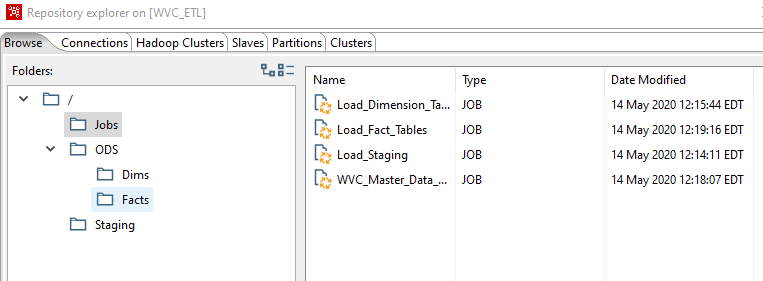 Repository explorer on [WVC_ETL]
Browse Connections Hadoop Clusters Slaves Partitions Clusters
Folders:
Name Type Date Modified
/
Load_Dimension_Ta... JOB 14 May 2020 12:15:44 EDT
Jobs
Load_Fact_Tables JOB 14 May 2020 12:19:16 EDT
ODS
Load_Staging JOB 14 May 2020 12:14:11 EDT
Dims
WVC_Master_Data_... JOB 14 May 2020 12:18:07 EDT
Facts
Staging